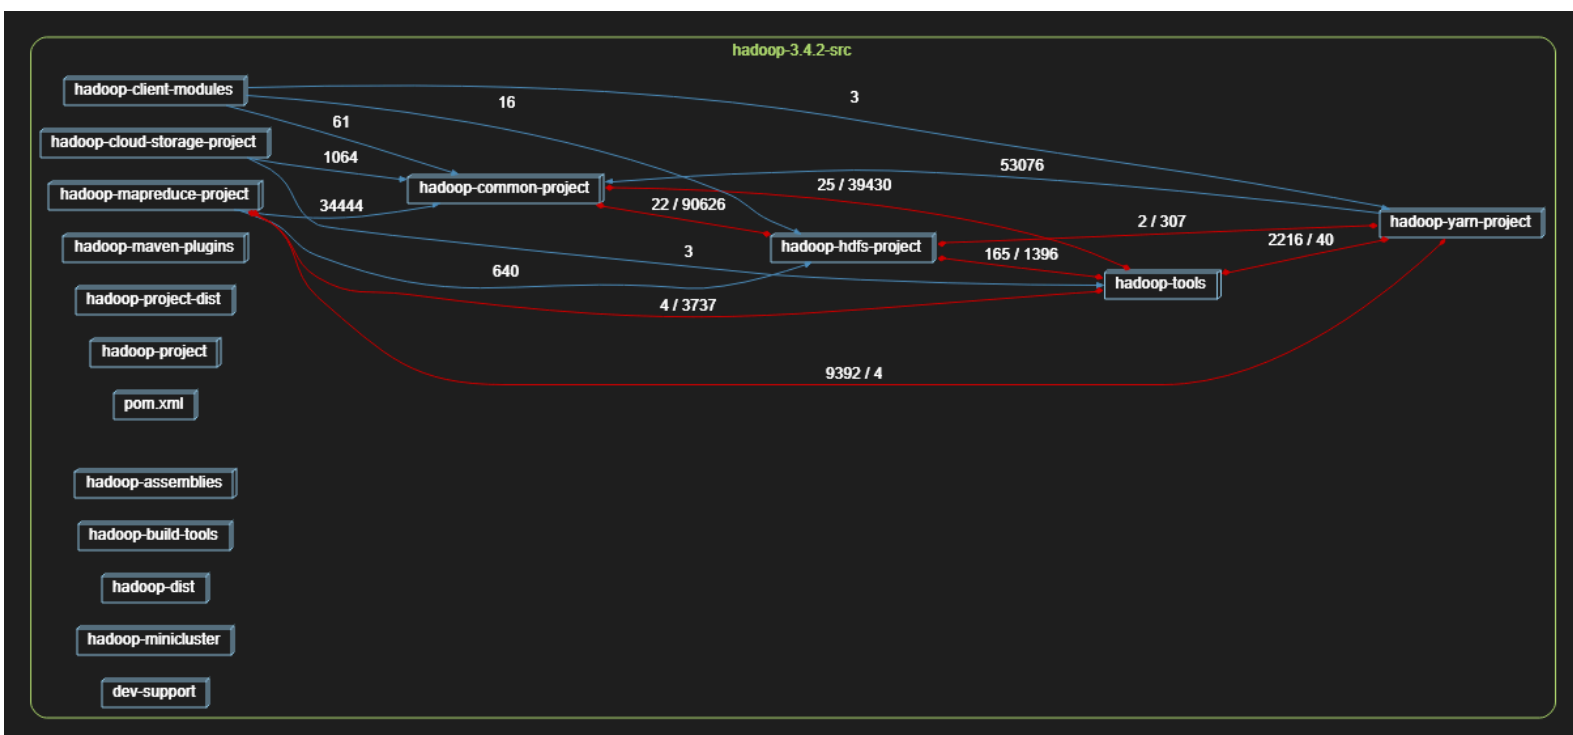 hadoop-3.4.2-src
hadoop-client-modules
3
16
61
hadoop-cloud-storage-project
1064
53076
hadoop-common-project
25 / 39430
hadoop-mapreduce-project
34444
22 / 90626
2 / 307
hadoop-yarn-project
hadoop-maven-plugins
hadoop-hdfs-project
2216 / 40
3
165 / 1396
640
hadoop-tools
hadoop-project-dist
4 / 3737
hadoop-project
9392 / 4
pom.xml
hadoop-assemblies
hadoop-build-tools
hadoop-dist
hadoop-minicluster
dev-support